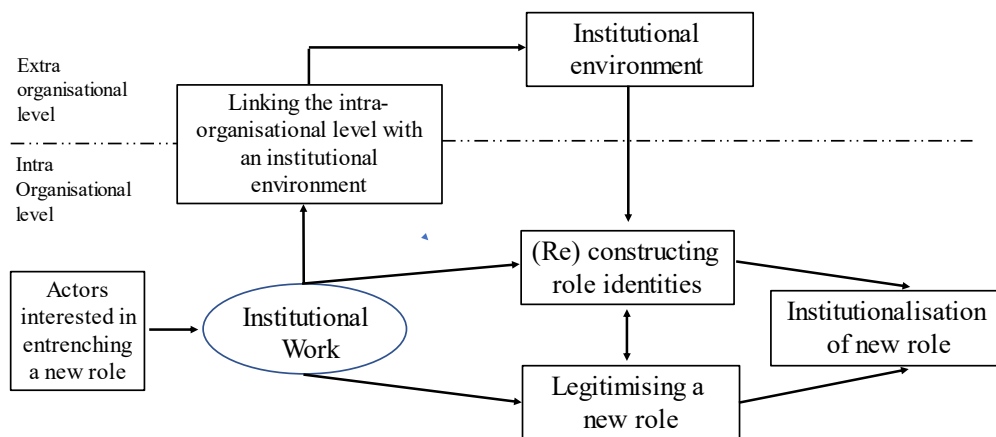 Extra
organisational
level
Institutional
environment
Linking the intra-
organisational level with
an institutional
environment
Intra
Organisational
level
Actors
interested in
entrenching
a new role
Institutional
Work
(Re) constructing
role identities
Legitimising a
new role
Institutionalisation
of new role